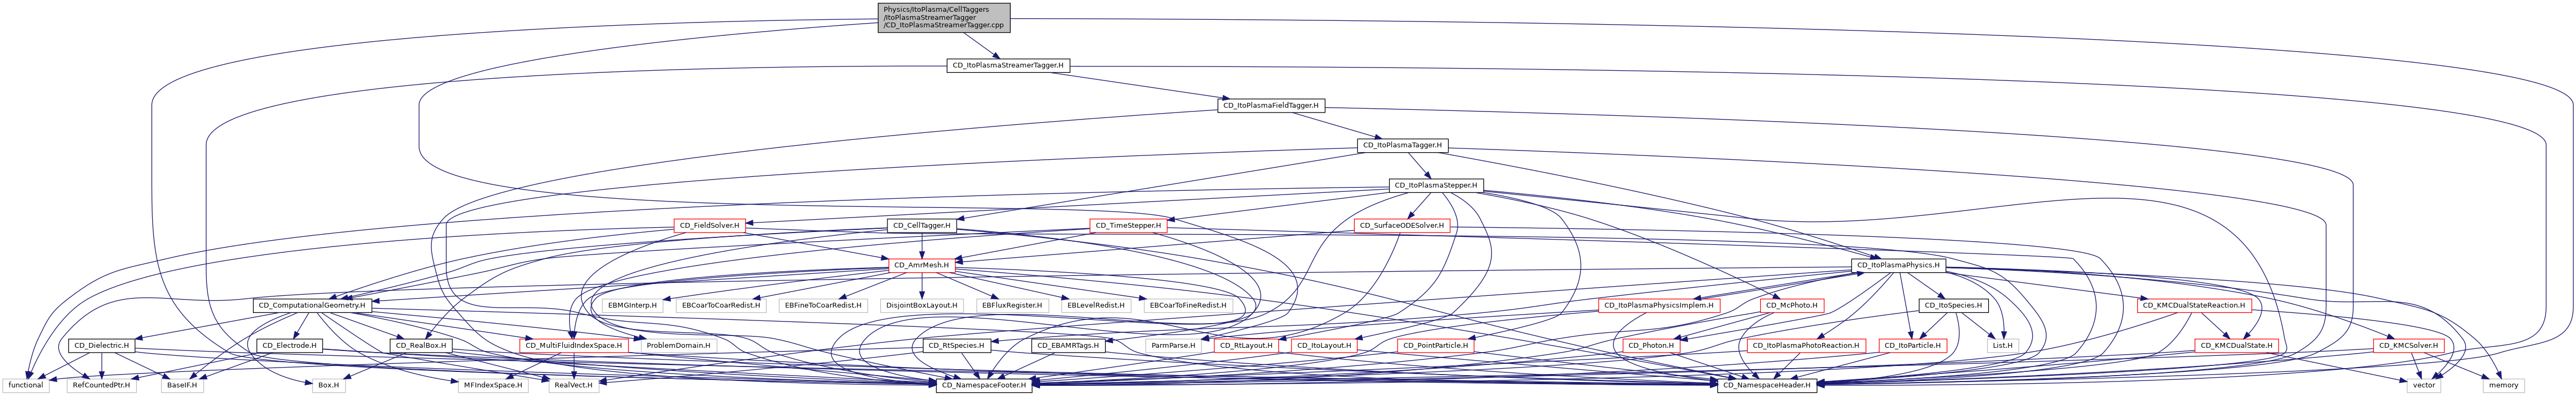 Physics/ItoPlasma/CellTaggers
/ItoPlasmaStreamerTagger
/CD_ItoPlasmaStreamerTagger.cpp
CD_ItoPlasmaStreamerTagger.H
CD_ItoPlasmaFieldTagger.H
CD_ItoPlasmaTagger.H
CD_ItoPlasmaStepper.H
CD_FieldSolver.H
CD_CellTagger.H
CD_TimeStepper.H
CD_SurfaceODESolver.H
CD_AmrMesh.H
CD_ItoPlasmaPhysics.H
CD_ComputationalGeometry.H
EBMGInterp.H
EBCoarToCoarRedist.H
EBFineToCoarRedist.H
DisjointBoxLayout.H
EBFluxRegister.H
EBLevelRedist.H
EBCoarToFineRedist.H
CD_ItoPlasmaPhysicsImplem.H
CD_McPhoto.H
CD_ItoSpecies.H
CD_KMCDualStateReaction.H
CD_Dielectric.H
CD_Electrode.H
CD_RealBox.H
CD_MultiFluidIndexSpace.H
ProblemDomain.H
CD_RtSpecies.H
CD_EBAMRTags.H
ParmParse.H
CD_RtLayout.H
CD_ItoLayout.H
CD_PointParticle.H
CD_Photon.H
CD_ItoPlasmaPhotoReaction.H
CD_ItoParticle.H
List.H
CD_KMCDualState.H
CD_KMCSolver.H
functional
RefCountedPtr.H
BaseIF.H
Box.H
MFIndexSpace.H
RealVect.H
CD_NamespaceFooter.H
CD_NamespaceHeader.H
vector
memory